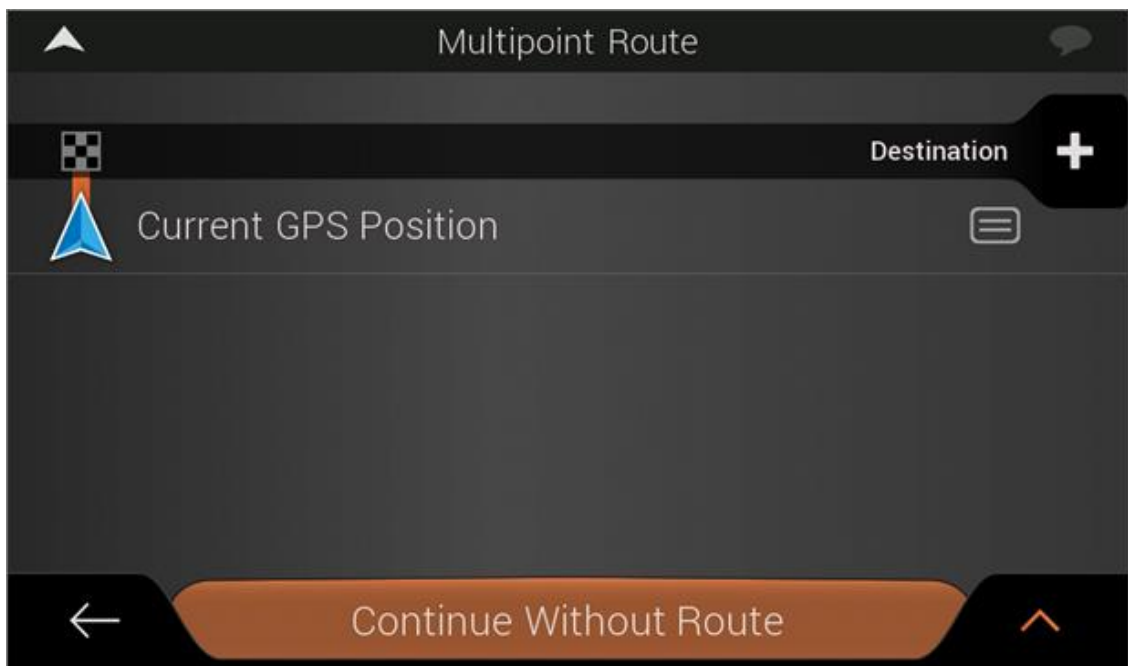 Multipoint Route
Destination
Current GPS Position
Continue Without Route